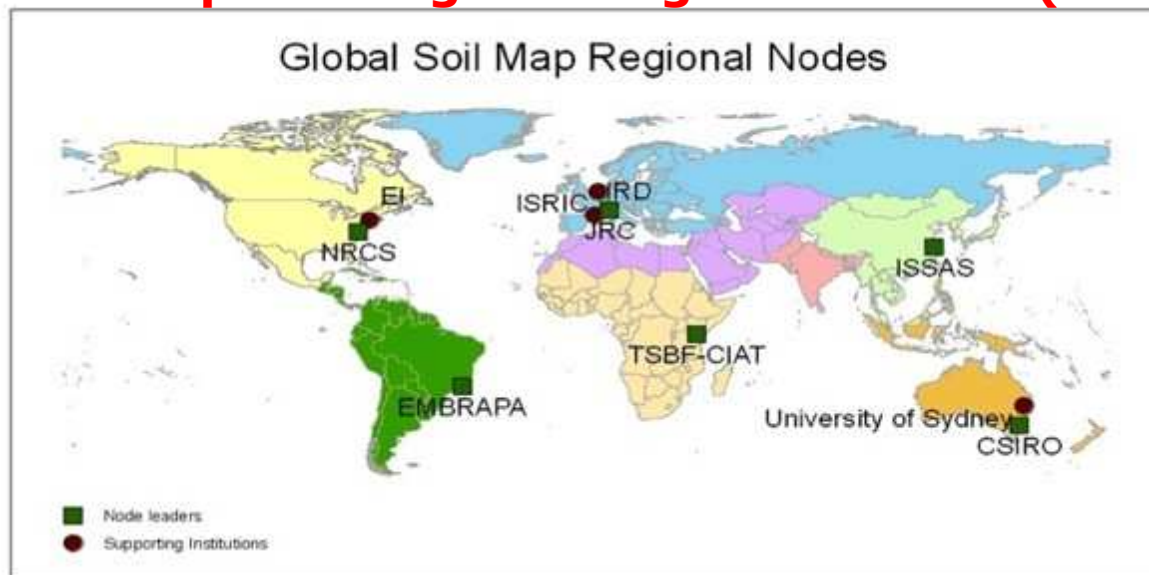 Global Soil Map Regional Nodes
EI
NRCS
ISRIC
IRD
JRC
ISSAS
TSBF-CIAT
EMBRAPA
University of Sydney
CSIRO
Node leaders
Supporting Institutions